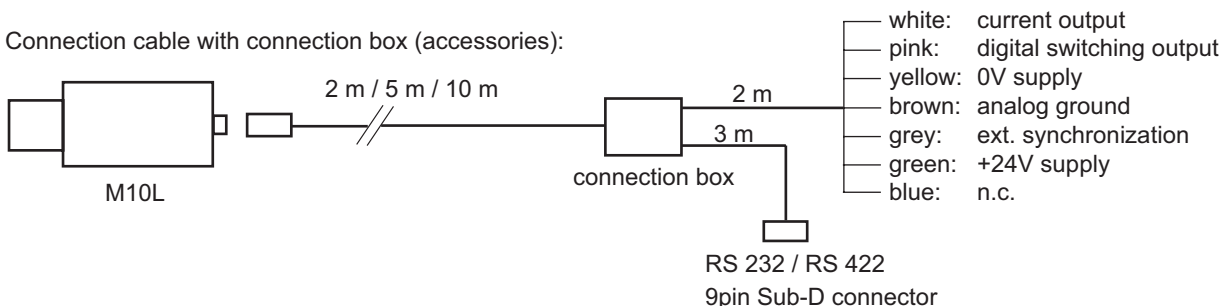 Connection cable with connection box (accessories):
white: current output
pink: digital switching output
yellow: 0V supply
brown: analog ground
grey: ext. synchronization
green: +24V supply
blue: n.c.
2 m / 5 m / 10 m
2 m
3 m
M10L
connection box
RS 232 / RS 422
9pin Sub-D connector